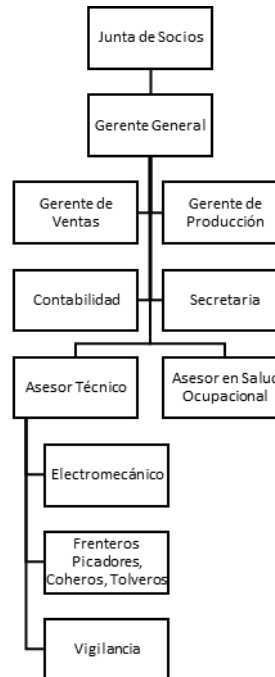 Junta de Socios
Gerente General
Gerente de
Ventas
Gerente de
Producción
Contabilidad
Secretaria
Asesor Técnico
Asesor en Salud
Ocupacional
Electromecánico
Frenteros
Picadores,
Coheros, Tolveros
Vigilancia